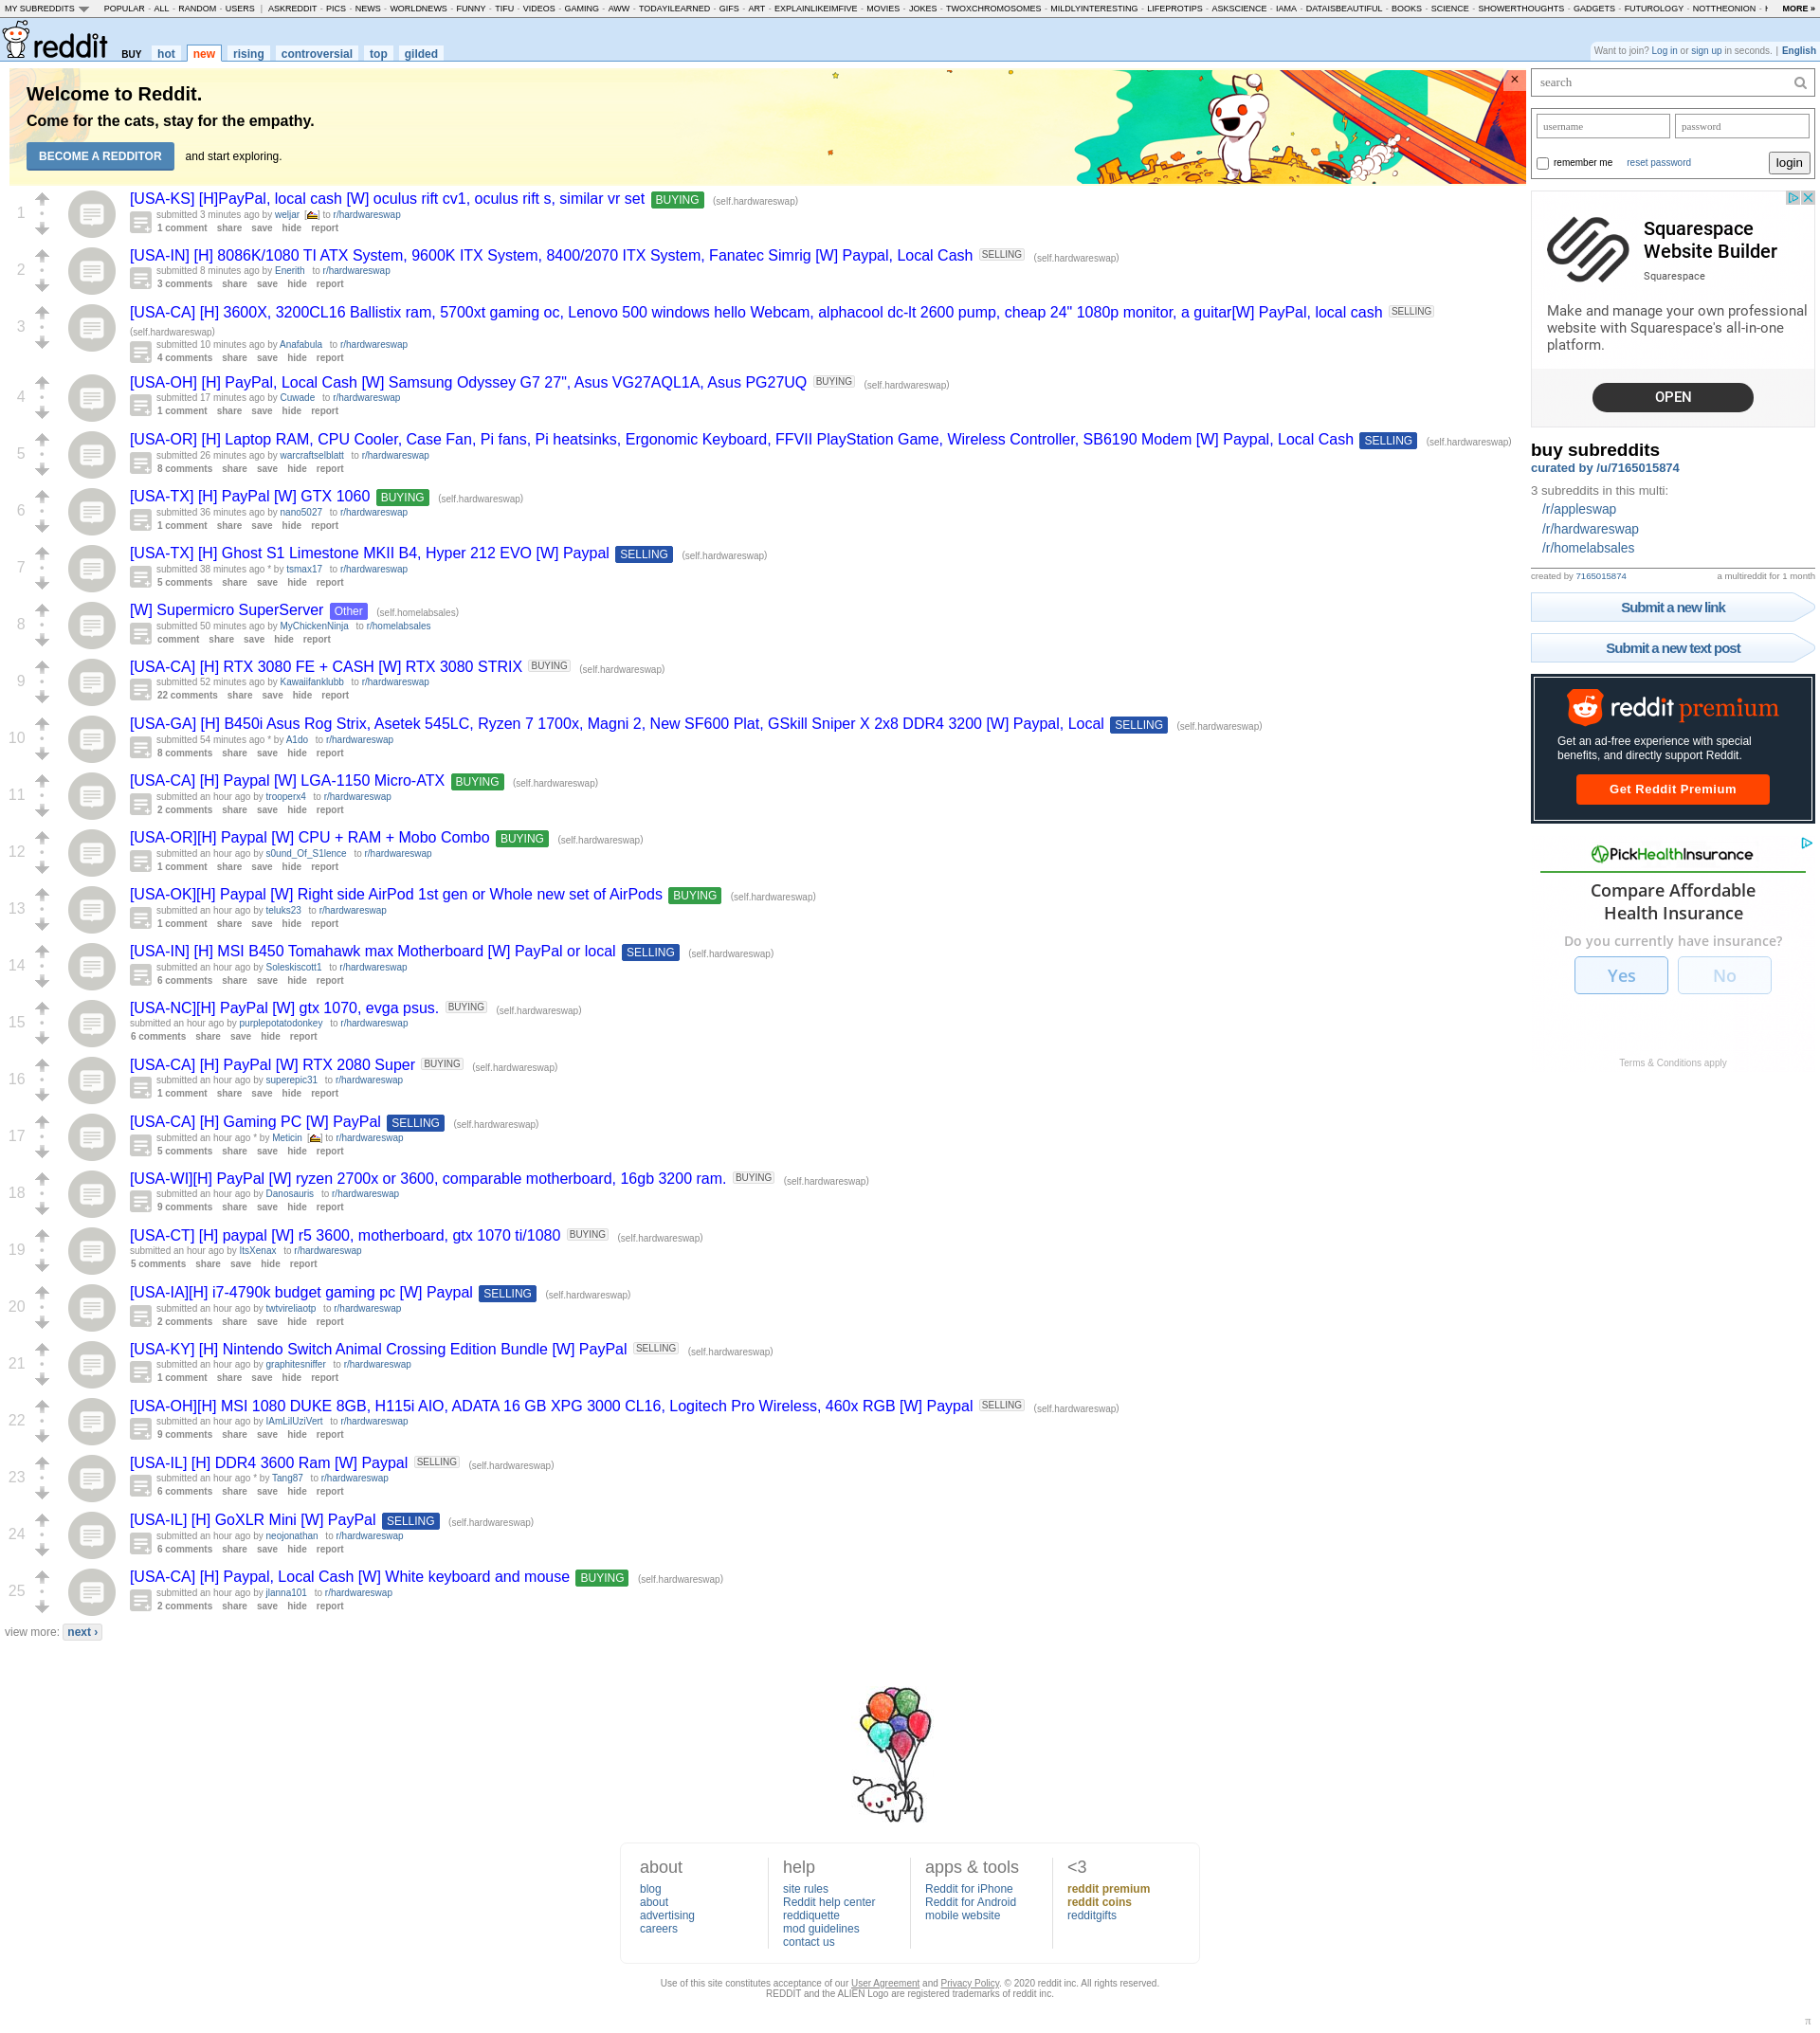 MY SUBREDDITS POPULAR - ALL - RANDOM - USERS | ASKREDDIT - PICS - NEWS - WORLDNEWS - FUNNY - TIFU - VIDEOS - GAMING - AWW - TODAYILEARNED - GIFS - ART - EXPLAINLIKEIMFIVE - MOVIES - JOKES - TWOXCHROMOSOMES - MILDLYINTERESTING - LIFEPROTIPS - ASKSCIENCE - IAMA - DATAISBEAUTIFUL - BOOKS - SCIENCE - SHOWERTHOUGHTS - GADGETS - FUTUROLOGY - NOTTHEONION - MORE »
reddit BUY hot new rising controversial top gilded
Want to join? Log in or sign up in seconds. | English
Welcome to Reddit.
Come for the cats, stay for the empathy.
BECOME A REDDITOR and start exploring.
×
1
[USA-KS] [H]PayPal, local cash [W] oculus rift cv1, oculus rift s, similar vr set BUYING (self.hardwareswap)
submitted 3 minutes ago by weljar [ ] to r/hardwareswap
1 comment share save hide report
2
[USA-IN] [H] 8086K/1080 TI ATX System, 9600K ITX System, 8400/2070 ITX System, Fanatec Simrig [W] Paypal, Local Cash SELLING (self.hardwareswap)
submitted 8 minutes ago by Enerith to r/hardwareswap
3 comments share save hide report
3
[USA-CA] [H] 3600X, 3200CL16 Ballistix ram, 5700xt gaming oc, Lenovo 500 windows hello Webcam, alphacool dc-lt 2600 pump, cheap 24" 1080p monitor, a guitar[W] PayPal, local cash SELLING
(self.hardwareswap)
submitted 10 minutes ago by Anafabula to r/hardwareswap
4 comments share save hide report
4
[USA-OH] [H] PayPal, Local Cash [W] Samsung Odyssey G7 27", Asus VG27AQL1A, Asus PG27UQ BUYING (self.hardwareswap)
submitted 17 minutes ago by Cuwade to r/hardwareswap
1 comment share save hide report
5
[USA-OR] [H] Laptop RAM, CPU Cooler, Case Fan, Pi fans, Pi heatsinks, Ergonomic Keyboard, FFVII PlayStation Game, Wireless Controller, SB6190 Modem [W] Paypal, Local Cash SELLING (self.hardwareswap)
submitted 26 minutes ago by warcraftselblatt to r/hardwareswap
8 comments share save hide report
6
[USA-TX] [H] PayPal [W] GTX 1060 BUYING (self.hardwareswap)
submitted 36 minutes ago by nano5027 to r/hardwareswap
1 comment share save hide report
7
[USA-TX] [H] Ghost S1 Limestone MKII B4, Hyper 212 EVO [W] Paypal SELLING (self.hardwareswap)
submitted 38 minutes ago * by tsmax17 to r/hardwareswap
5 comments share save hide report
8
[W] Supermicro SuperServer Other (self.homelabsales)
submitted 50 minutes ago by MyChickenNinja to r/homelabsales
comment share save hide report
9
[USA-CA] [H] RTX 3080 FE + CASH [W] RTX 3080 STRIX BUYING (self.hardwareswap)
submitted 52 minutes ago by Kawaiifanklubb to r/hardwareswap
22 comments share save hide report
10
[USA-GA] [H] B450i Asus Rog Strix, Asetek 545LC, Ryzen 7 1700x, Magni 2, New SF600 Plat, GSkill Sniper X 2x8 DDR4 3200 [W] Paypal, Local SELLING (self.hardwareswap)
submitted 54 minutes ago * by A1do to r/hardwareswap
8 comments share save hide report
11
[USA-CA] [H] Paypal [W] LGA-1150 Micro-ATX BUYING (self.hardwareswap)
submitted an hour ago by trooperx4 to r/hardwareswap
2 comments share save hide report
12
[USA-OR][H] Paypal [W] CPU + RAM + Mobo Combo BUYING (self.hardwareswap)
submitted an hour ago by s0und_Of_S1lence to r/hardwareswap
1 comment share save hide report
13
[USA-OK][H] Paypal [W] Right side AirPod 1st gen or Whole new set of AirPods BUYING (self.hardwareswap)
submitted an hour ago by teluks23 to r/hardwareswap
1 comment share save hide report
14
[USA-IN] [H] MSI B450 Tomahawk max Motherboard [W] PayPal or local SELLING (self.hardwareswap)
submitted an hour ago by Soleskiscott1 to r/hardwareswap
6 comments share save hide report
15
[USA-NC][H] PayPal [W] gtx 1070, evga psus. BUYING (self.hardwareswap)
submitted an hour ago by purplepotatodonkey to r/hardwareswap
6 comments share save hide report
16
[USA-CA] [H] PayPal [W] RTX 2080 Super BUYING (self.hardwareswap)
submitted an hour ago by superepic31 to r/hardwareswap
1 comment share save hide report
17
[USA-CA] [H] Gaming PC [W] PayPal SELLING (self.hardwareswap)
submitted an hour ago * by Meticin [ ] to r/hardwareswap
5 comments share save hide report
18
[USA-WI][H] PayPal [W] ryzen 2700x or 3600, comparable motherboard, 16gb 3200 ram. BUYING (self.hardwareswap)
submitted an hour ago by Danosauris to r/hardwareswap
9 comments share save hide report
19
[USA-CT] [H] paypal [W] r5 3600, motherboard, gtx 1070 ti/1080 BUYING (self.hardwareswap)
submitted an hour ago by ItsXenax to r/hardwareswap
5 comments share save hide report
20
[USA-IA][H] i7-4790k budget gaming pc [W] Paypal SELLING (self.hardwareswap)
submitted an hour ago by twtvireliaotp to r/hardwareswap
2 comments share save hide report
21
[USA-KY] [H] Nintendo Switch Animal Crossing Edition Bundle [W] PayPal SELLING (self.hardwareswap)
submitted an hour ago by graphitesniffer to r/hardwareswap
1 comment share save hide report
22
[USA-OH][H] MSI 1080 DUKE 8GB, H115i AIO, ADATA 16 GB XPG 3000 CL16, Logitech Pro Wireless, 460x RGB [W] Paypal SELLING (self.hardwareswap)
submitted an hour ago by IAmLilUziVert to r/hardwareswap
9 comments share save hide report
23
[USA-IL] [H] DDR4 3600 Ram [W] Paypal SELLING (self.hardwareswap)
submitted an hour ago * by Tang87 to r/hardwareswap
6 comments share save hide report
24
[USA-IL] [H] GoXLR Mini [W] PayPal SELLING (self.hardwareswap)
submitted an hour ago by neojonathan to r/hardwareswap
6 comments share save hide report
25
[USA-CA] [H] Paypal, Local Cash [W] White keyboard and mouse BUYING (self.hardwareswap)
submitted an hour ago by jlanna101 to r/hardwareswap
2 comments share save hide report
view more: next ›
search
username password
remember me reset password login
Squarespace
Website Builder
Squarespace
Make and manage your own professional
website with Squarespace's all-in-one
platform.
OPEN
buy subreddits
curated by /u/7165015874
3 subreddits in this multi:
/r/appleswap
/r/hardwareswap
/r/homelabsales
created by 7165015874 a multireddit for 1 month
Submit a new link
Submit a new text post
reddit premium
Get an ad-free experience with special
benefits, and directly support Reddit.
Get Reddit Premium
PickHealthInsurance
Compare Affordable
Health Insurance
Do you currently have insurance?
Yes No
Terms & Conditions apply
about
blog
about
advertising
careers
help
site rules
Reddit help center
reddiquette
mod guidelines
contact us
apps & tools
Reddit for iPhone
Reddit for Android
mobile website
<3
reddit premium
reddit coins
redditgifts
Use of this site constitutes acceptance of our User Agreement and Privacy Policy. © 2020 reddit inc. All rights reserved.
REDDIT and the ALIEN Logo are registered trademarks of reddit inc.
π